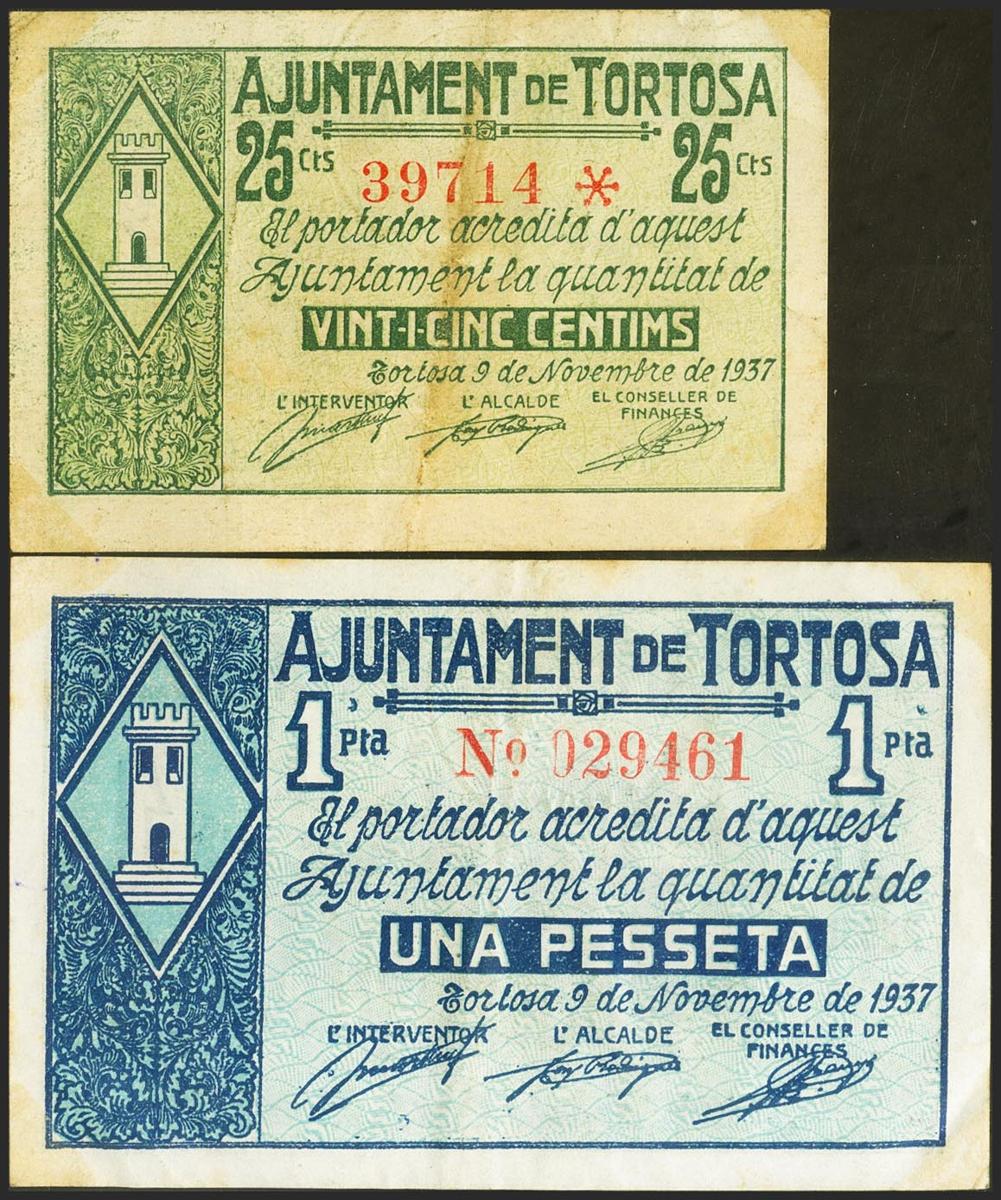 AJUNTAMENT DE TORTOSA
25 Cts 39714 * 25 Cts
El portador acredita d'aquest
Ajuntament la quantitat de
VINT-I-CINC CENTIMS
Tortosa 9 de Novembre de 1937
L'INTERVENTOR L'ALCALDE EL CONSELLER DE
FINANCES
AJUNTAMENT DE TORTOSA
1 Pta Nº 029461 1 Pta
El portador acredita d'aquest
Ajuntament la quantitat de
UNA PESSETA
Tortosa 9 de Novembre de 1937
L'INTERVENTOR L'ALCALDE EL CONSELLER DE
FINANCES